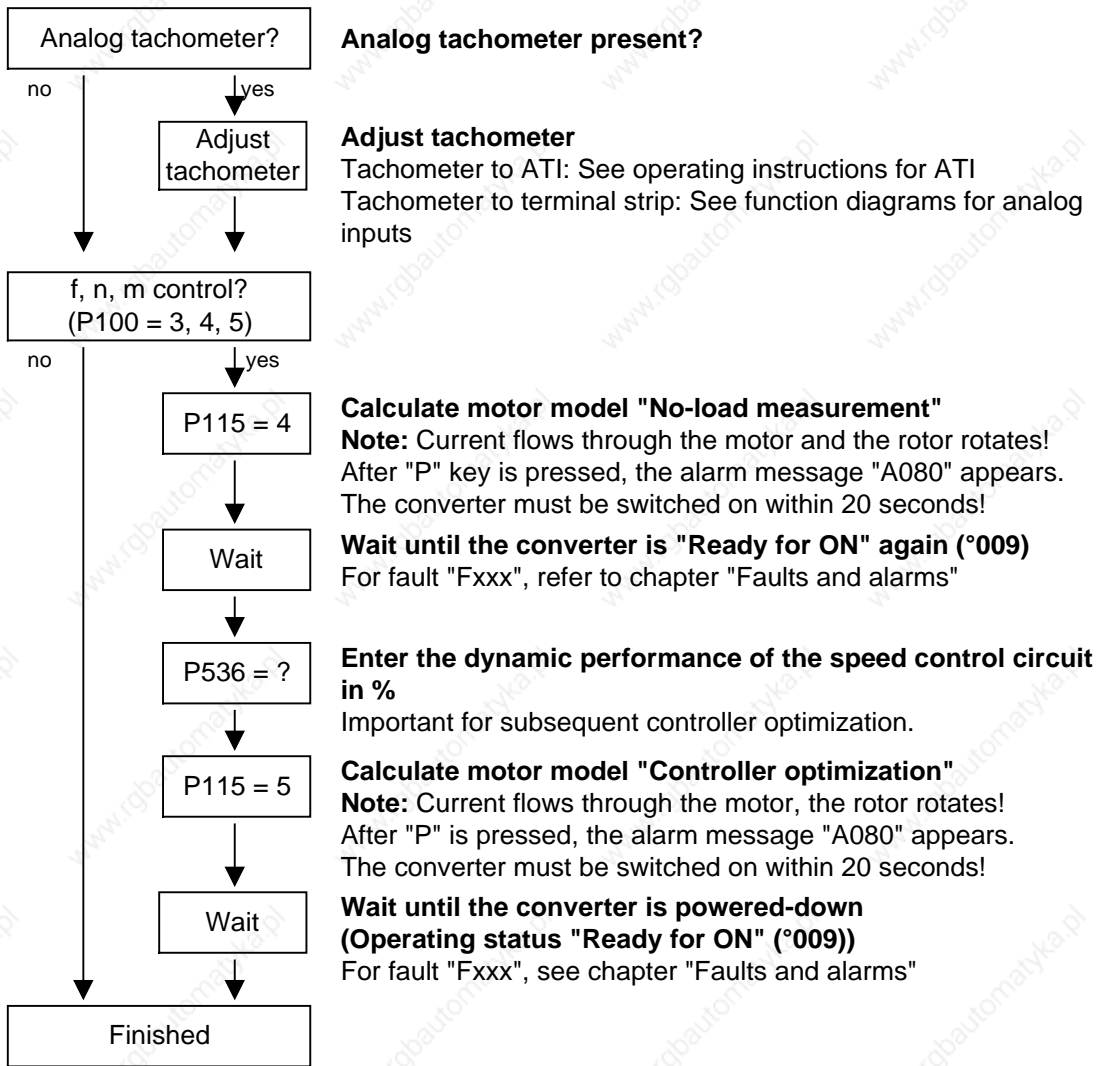 Analog tachometer?
Analog tachometer present?
no
yes
Adjust
tachometer
Adjust tachometer
Tachometer to ATI: See operating instructions for ATI
Tachometer to terminal strip: See function diagrams for analog
inputs
f, n, m control?
(P100 = 3, 4, 5)
no
yes
P115 = 4
Calculate motor model "No-load measurement"
Note: Current flows through the motor and the rotor rotates!
After "P" key is pressed, the alarm message "A080" appears.
The converter must be switched on within 20 seconds!
Wait
Wait until the converter is "Ready for ON" again (°009)
For fault "Fxxx", refer to chapter "Faults and alarms"
P536 = ?
Enter the dynamic performance of the speed control circuit
in %
Important for subsequent controller optimization.
P115 = 5
Calculate motor model "Controller optimization"
Note: Current flows through the motor, the rotor rotates!
After "P" is pressed, the alarm message "A080" appears.
The converter must be switched on within 20 seconds!
Wait
Wait until the converter is powered-down
(Operating status "Ready for ON" (°009))
For fault "Fxxx", see chapter "Faults and alarms"
Finished
www.rgbautomatyka.pl